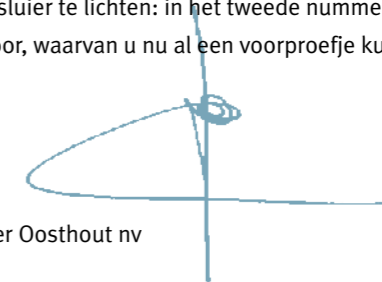 sluier te lichten: in het tweede numme
oor, waarvan u nu al een voorproefje ku
er Oosthout nv